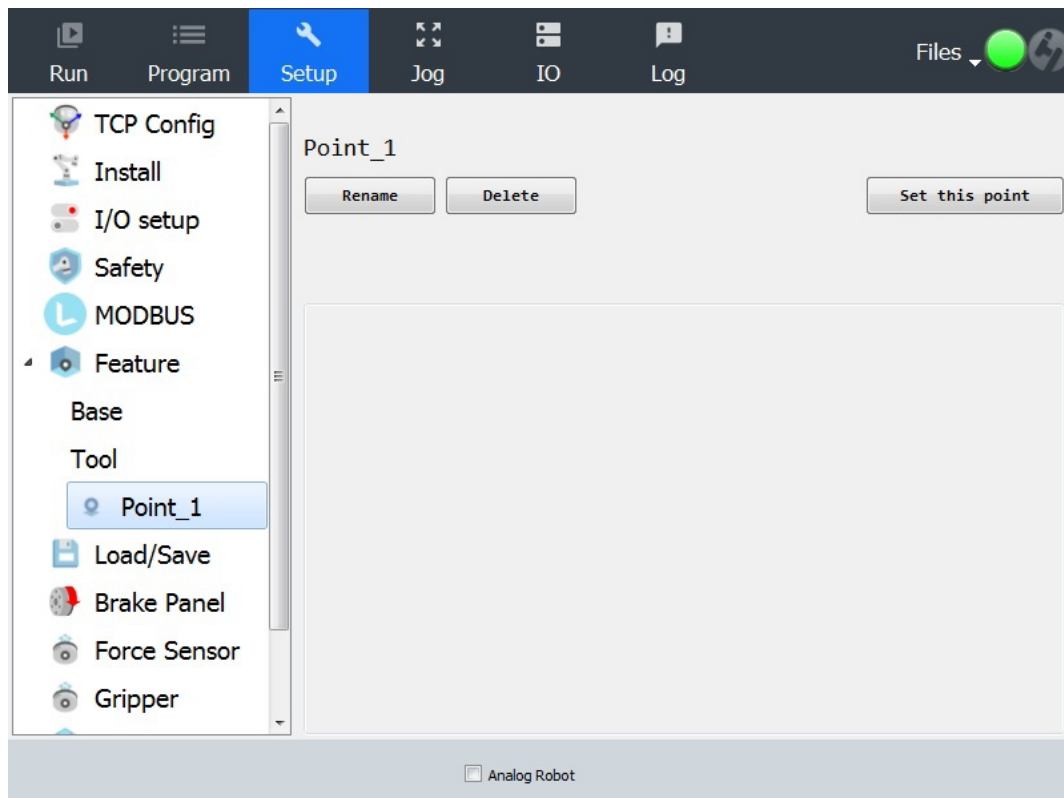 Run Program Setup Jog IO Log Files
TCP Config
Install
I/O setup
Safety
MODBUS
Feature
Base
Tool
Point_1
Load/Save
Brake Panel
Force Sensor
Gripper
Point_1
Rename Delete Set this point
Analog Robot